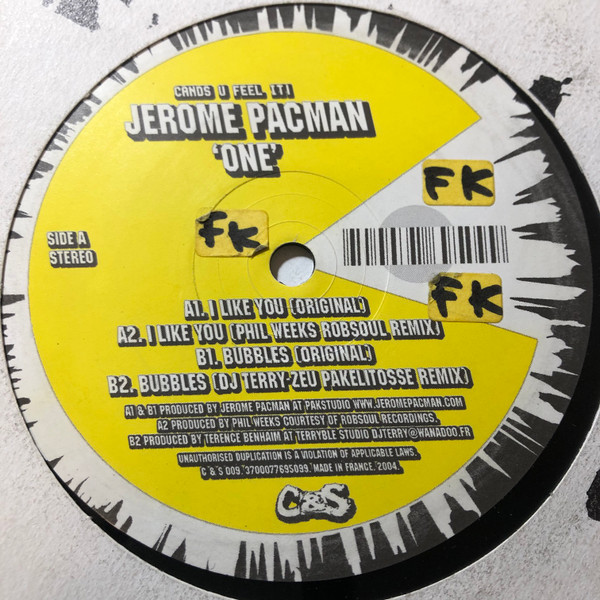 CANDS U FEEL IT!
JEROME PACMAN
'ONE'
FK
FK
SIDE A
STEREO
FK
A1. I LIKE YOU (ORIGINAL)
A2. I LIKE YOU (PHIL WEEKS ROBSOUL REMIX)
B1. BUBBLES (ORIGINAL)
B2. BUBBLES (DJ TERRY-ZEU PAKELITOSSE REMIX)
A1 & B1 PRODUCED BY JEROME PACMAN AT PAKSTUDIO WWW.JEROMEPACMAN.COM
A2 PRODUCED BY PHIL WEEKS COURTESY OF ROBSOUL RECORDINGS.
B2 PRODUCED BY TERENCE BENHAIM AT TERRYBLE STUDIO DJTERRY@WANADOO.FR
UNAUTHORISED DUPLICATION IS A VIOLATION OF APPLICABLE LAWS.
C & S 009. 3700077695099. MADE IN FRANCE. 2004.
C&S